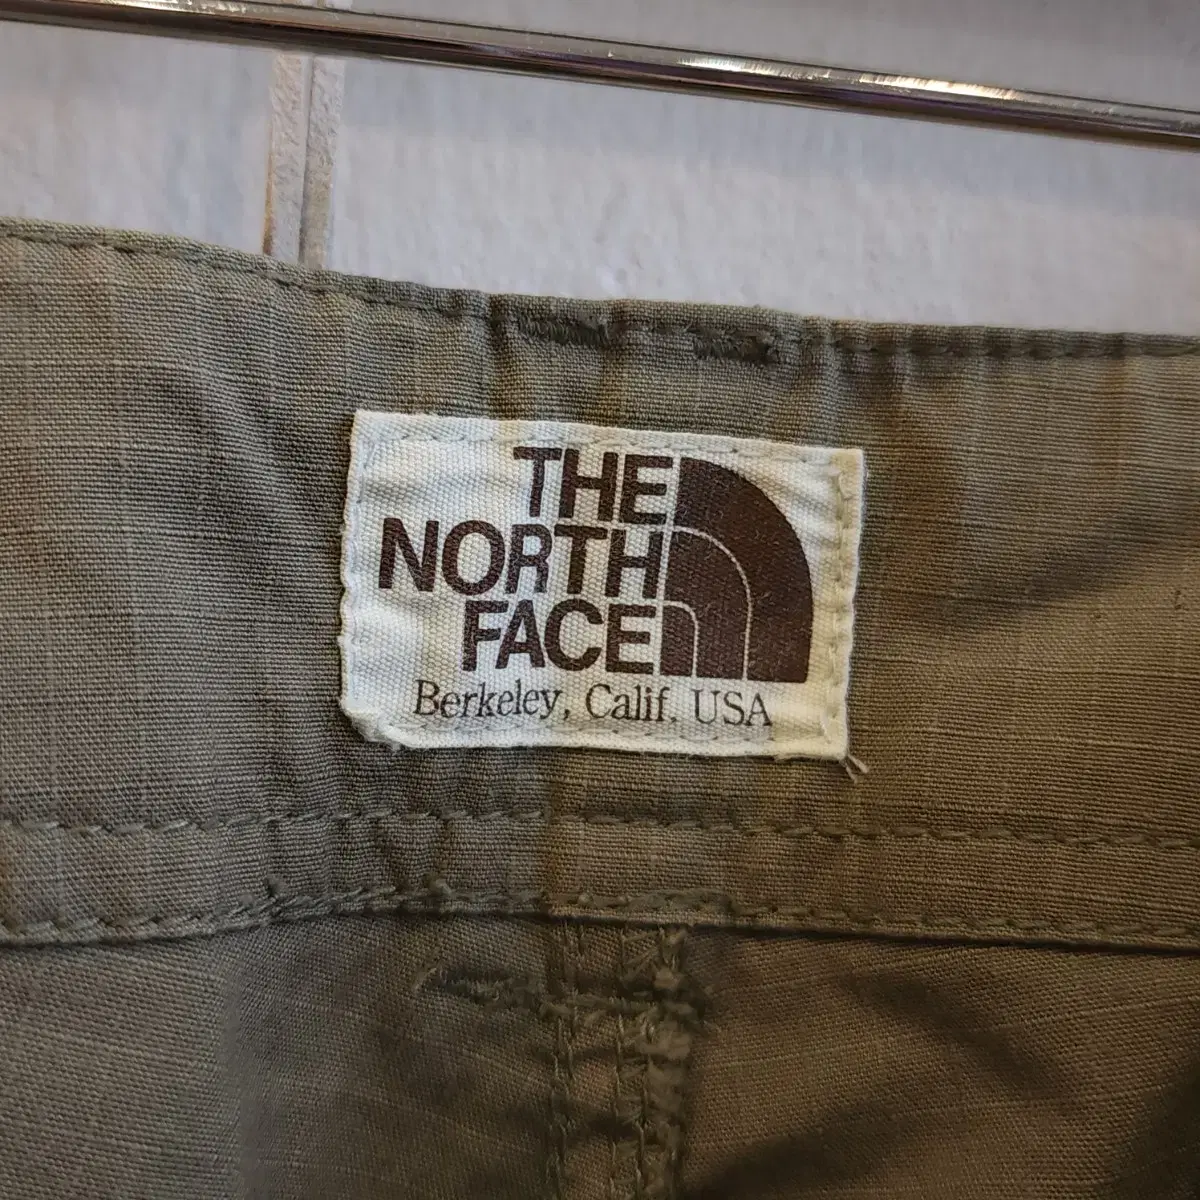 THE
NORTH
FACE
Berkeley, Calif. USA